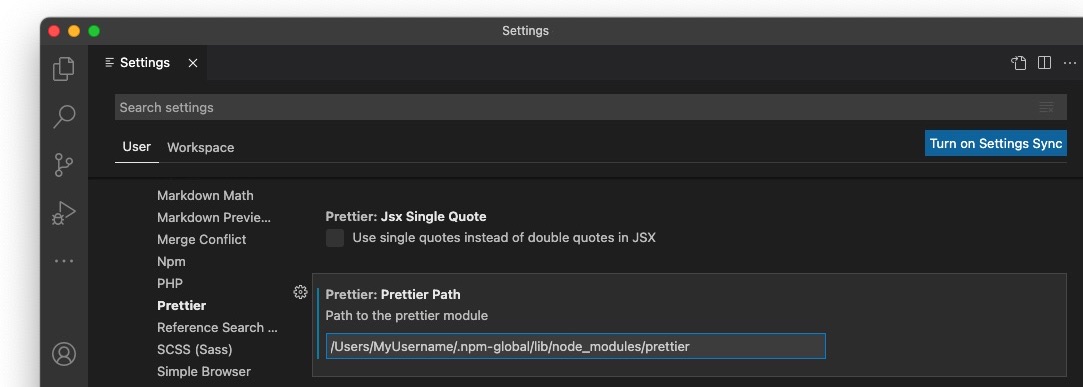 Settings
Settings
Search settings
User Workspace
Turn on Settings Sync
Markdown Math
Markdown Previe...
Merge Conflict
Npm
PHP
Prettier
Reference Search ...
SCSS (Sass)
Simple Browser
Prettier: Jsx Single Quote
Use single quotes instead of double quotes in JSX
Prettier: Prettier Path
Path to the prettier module
/Users/MyUsername/.npm-global/lib/node_modules/prettier